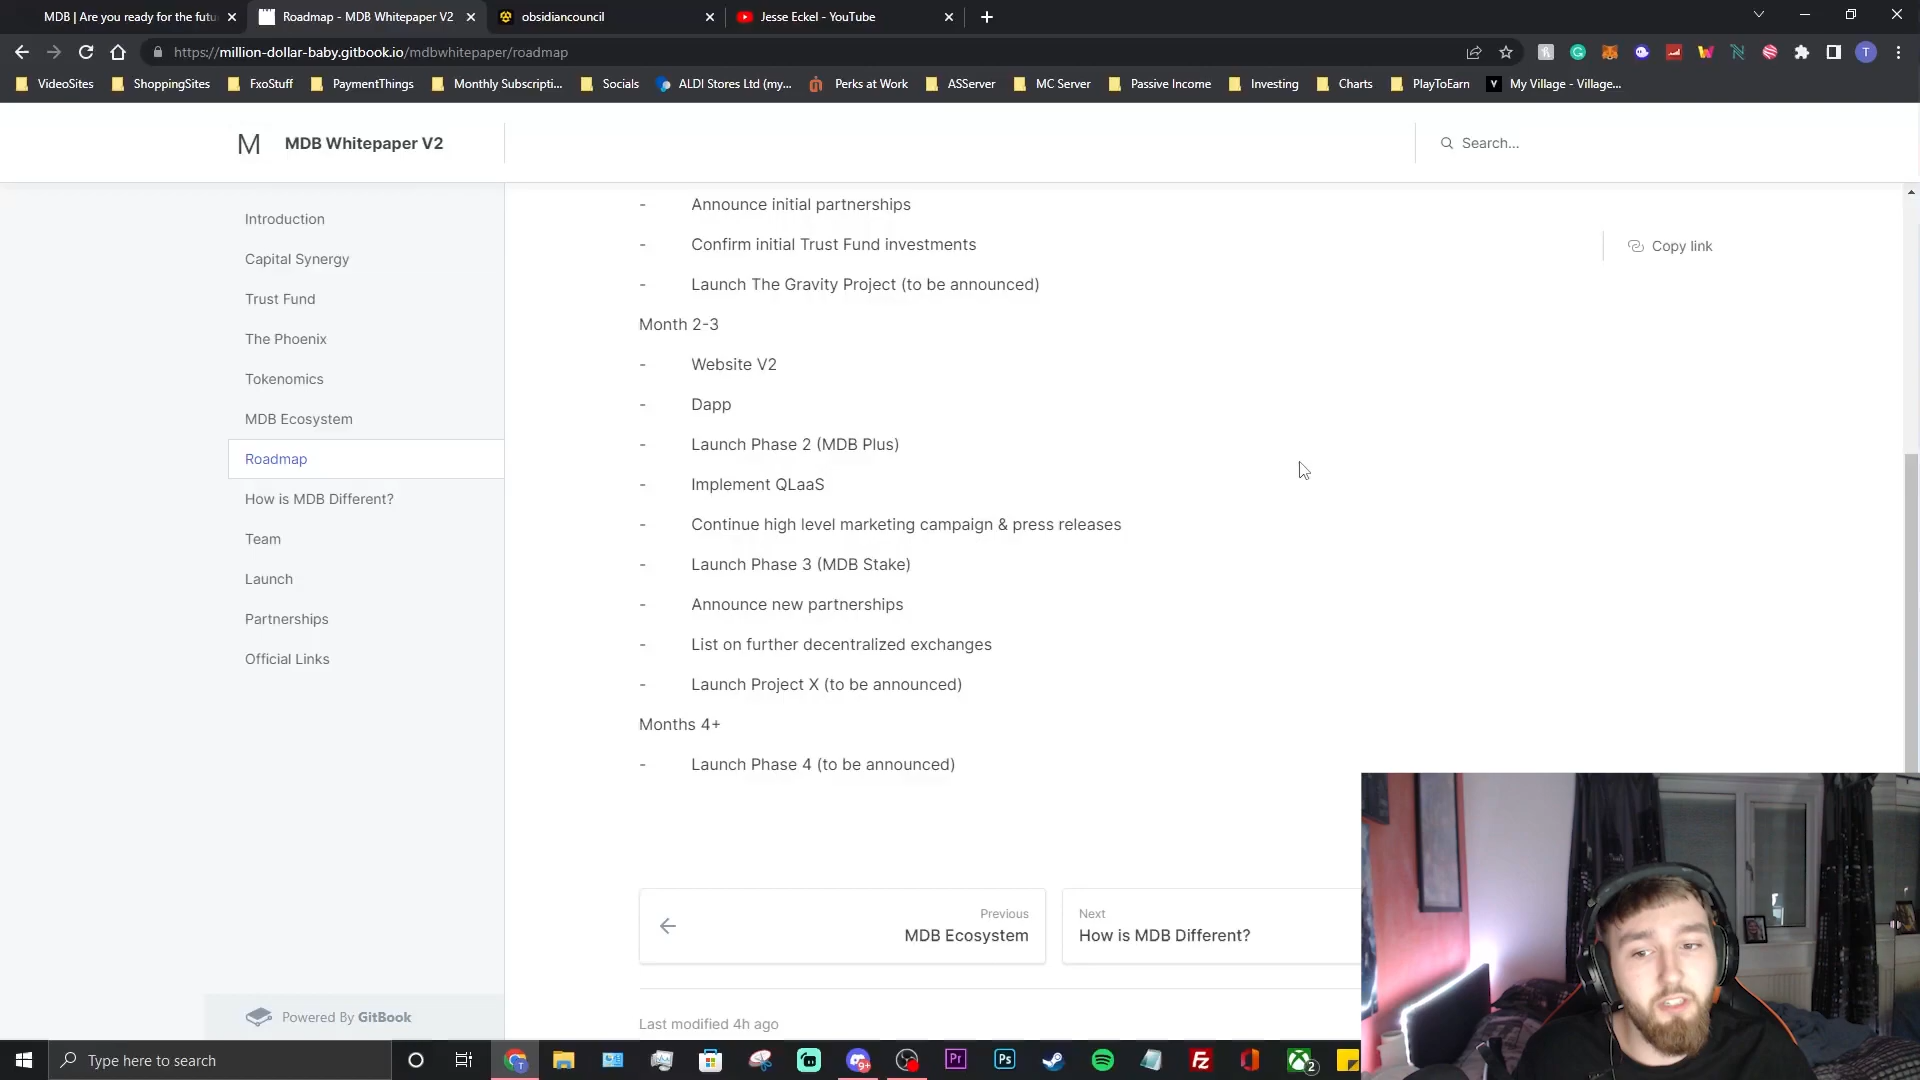 MDB | Are you ready for the futu
Roadmap - MDB Whitepaper V2
obsidiancouncil
Jesse Eckel - YouTube
https://million-dollar-baby.gitbook.io/mdbwhitepaper/roadmap
T
VideoSites
ShoppingSites
FxoStuff
PaymentThings
Monthly Subscripti...
Socials
ALDI Stores Ltd (my...
Perks at Work
ASServer
MC Server
Passive Income
Investing
Charts
PlayToEarn
V
My Village - Village...
M
MDB Whitepaper V2
Search...
Introduction
Capital Synergy
Trust Fund
The Phoenix
Tokenomics
MDB Ecosystem
Roadmap
How is MDB Different?
Team
Launch
Partnerships
Official Links
Powered By GitBook
- Announce initial partnerships
- Confirm initial Trust Fund investments
- Launch The Gravity Project (to be announced)
Month 2-3
- Website V2
- Dapp
- Launch Phase 2 (MDB Plus)
- Implement QLaaS
- Continue high level marketing campaign & press releases
- Launch Phase 3 (MDB Stake)
- Announce new partnerships
- List on further decentralized exchanges
- Launch Project X (to be announced)
Months 4+
- Launch Phase 4 (to be announced)
Copy link
Previous
MDB Ecosystem
Next
How is MDB Different?
Last modified 4h ago
Type here to search
T
9+
Pr
Ps
FZ
2